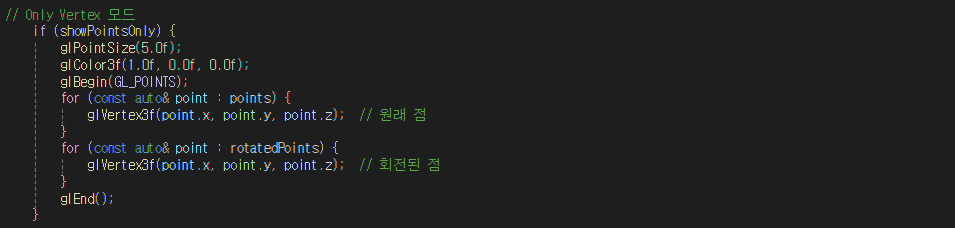 // Only Vertex 모드
if (showPointsOnly) {
glPointSize(5.0f);
glColor3f(1.0f, 0.0f, 0.0f);
glBegin(GL_POINTS);
for (const auto& point : points) {
glVertex3f(point.x, point.y, point.z); // 원래 점
}
for (const auto& point : rotatedPoints) {
glVertex3f(point.x, point.y, point.z); // 회전된 점
}
glEnd();
}